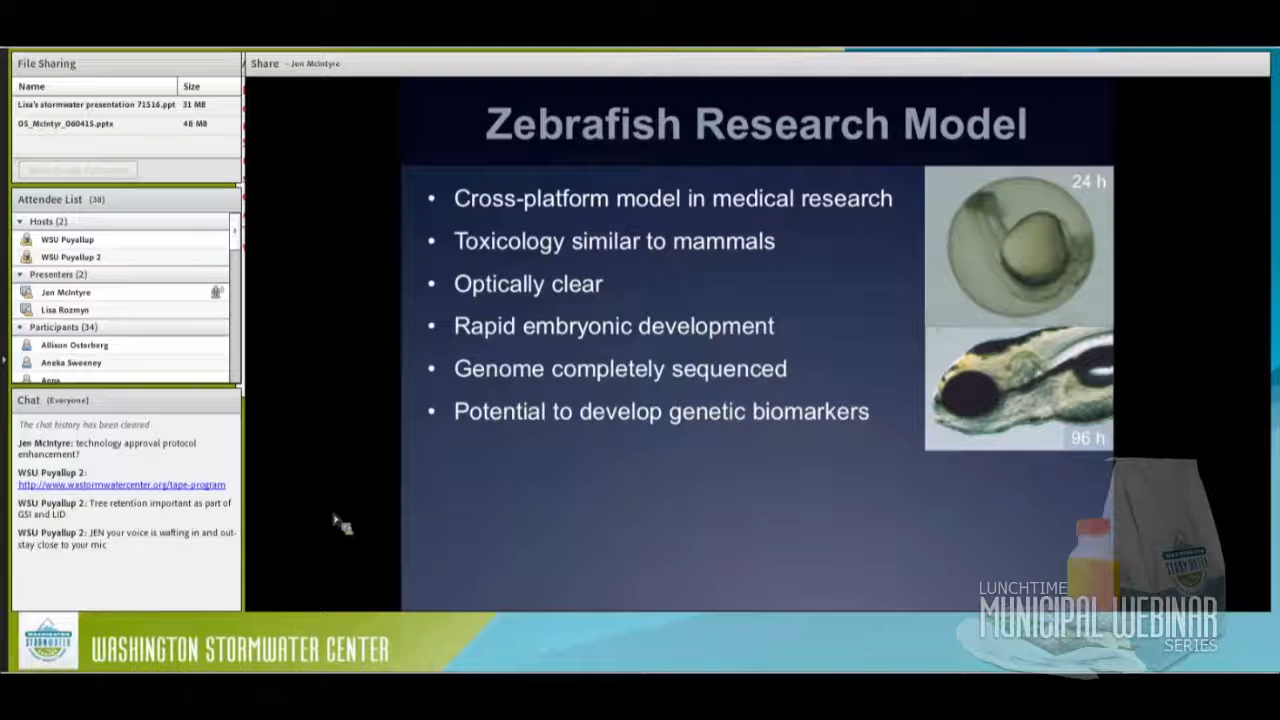 File Sharing
Name Size
Lisa's stormwater presentation 71516.ppt 31 MB
OS_McIntyr_060415.pptx 48 MB
Attendee List (38)
Hosts (2)
WSU Puyallup
WSU Puyallup 2
Presenters (2)
Jen McIntyre
Lisa Rozmyn
Participants (34)
Allison Osterberg
Aneka Sweeney
Anna
Chat (Everyone)
The chat history has been cleared
Jen McIntyre: technology approval protocol
enhancement?
WSU Puyallup 2:
http://www.wastormwatercenter.org/tape-program
WSU Puyallup 2: Tree retention important as part of
GSI and LID
WSU Puyallup 2: JEN your voice is wafting in and out-
stay close to your mic
Share - Jen McIntyre
Zebrafish Research Model
• Cross-platform model in medical research
• Toxicology similar to mammals
• Optically clear
• Rapid embryonic development
• Genome completely sequenced
• Potential to develop genetic biomarkers
24 h
96 h
WASHINGTON
STORMWATER
WASHINGTON STORMWATER CENTER
LUNCHTIME
MUNICIPAL WEBINAR
SERIES